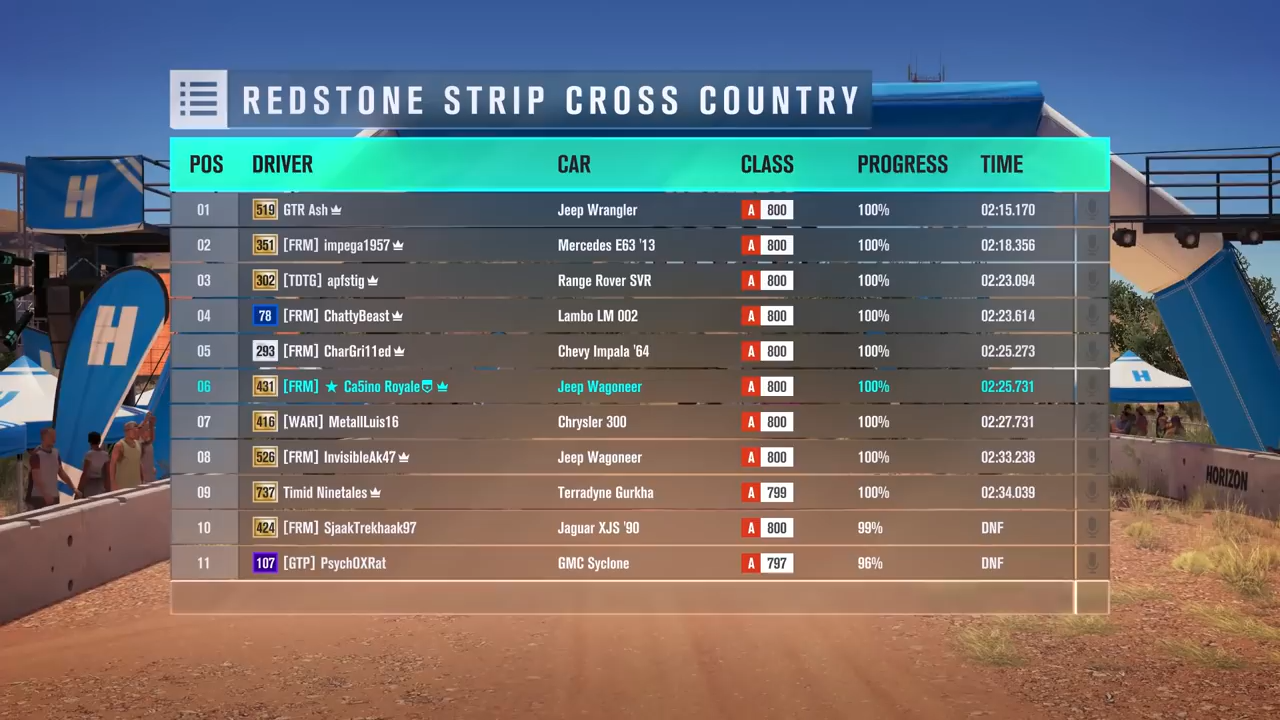 REDSTONE STRIP CROSS COUNTRY
POS DRIVER CAR CLASS PROGRESS TIME
01 519 GTR Ash Jeep Wrangler A 800 100% 02:15.170
02 351 [FRM] impega1957 Mercedes E63 '13 A 800 100% 02:18.356
03 302 [TDTG] apfstig Range Rover SVR A 800 100% 02:23.094
04 78 [FRM] ChattyBeast Lambo LM 002 A 800 100% 02:23.614
05 293 [FRM] CharGri11ed Chevy Impala '64 A 800 100% 02:25.273
06 431 [FRM] ★ Ca5ino Royale Jeep Wagoneer A 800 100% 02:25.731
07 416 [WARI] MetalLuis16 Chrysler 300 A 800 100% 02:27.731
08 526 [FRM] InvisibleAk47 Jeep Wagoneer A 800 100% 02:33.238
09 737 Timid Ninetales Terradyne Gurkha A 799 100% 02:34.039
10 424 [FRM] SjaakTrekhaak97 Jaguar XJS '90 A 800 99% DNF
11 107 [GTP] PsychOXRat GMC Syclone A 797 96% DNF
H
H
HORIZON